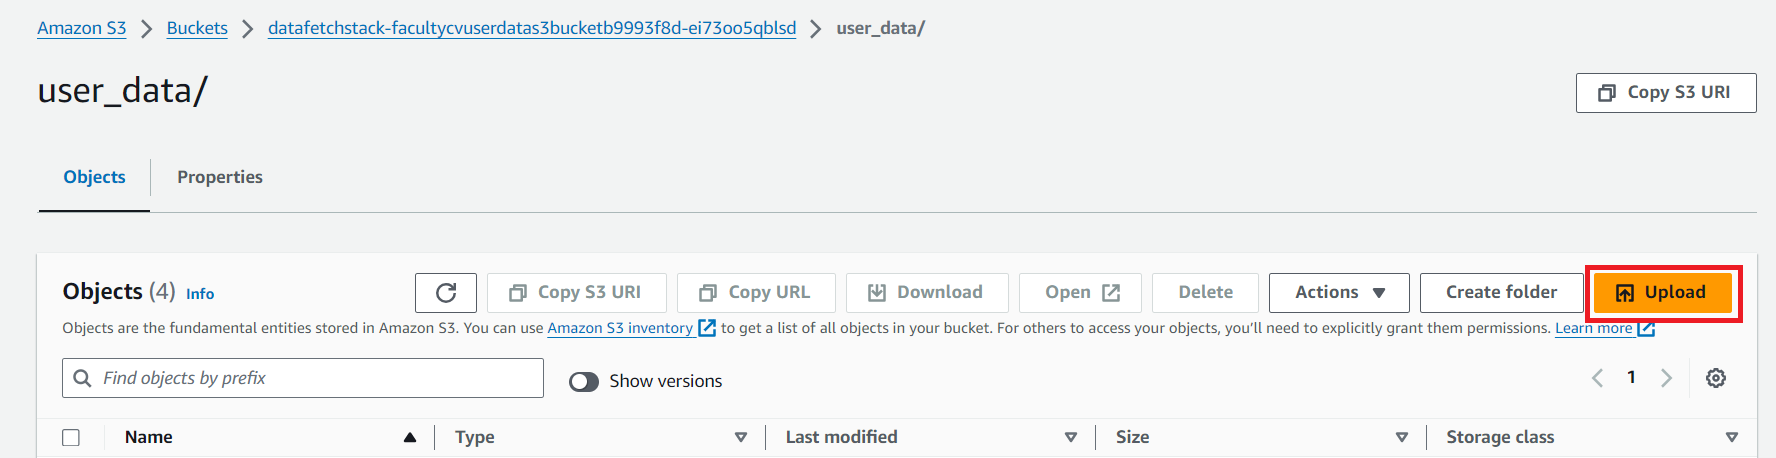 Amazon S3 > Buckets > datafetchstack-facultycvuserdatas3bucketb9993f8d-ei73oo5qblsd > user_data/
user_data/
Copy S3 URI
Objects Properties
Objects (4) Info Copy S3 URI Copy URL Download Open Delete Actions Create folder Upload
Objects are the fundamental entities stored in Amazon S3. You can use Amazon S3 inventory to get a list of all objects in your bucket. For others to access your objects, you’ll need to explicitly grant them permissions. Learn more
Find objects by prefix Show versions 1
Name Type Last modified Size Storage class